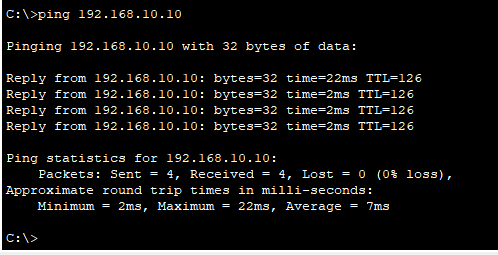 C:\>ping 192.168.10.10
Pinging 192.168.10.10 with 32 bytes of data:
Reply from 192.168.10.10: bytes=32 time=22ms TTL=126
Reply from 192.168.10.10: bytes=32 time=2ms TTL=126
Reply from 192.168.10.10: bytes=32 time=2ms TTL=126
Reply from 192.168.10.10: bytes=32 time=2ms TTL=126
Ping statistics for 192.168.10.10:
    Packets: Sent = 4, Received = 4, Lost = 0 (0% loss),
Approximate round trip times in milli-seconds:
    Minimum = 2ms, Maximum = 22ms, Average = 7ms
C:\>